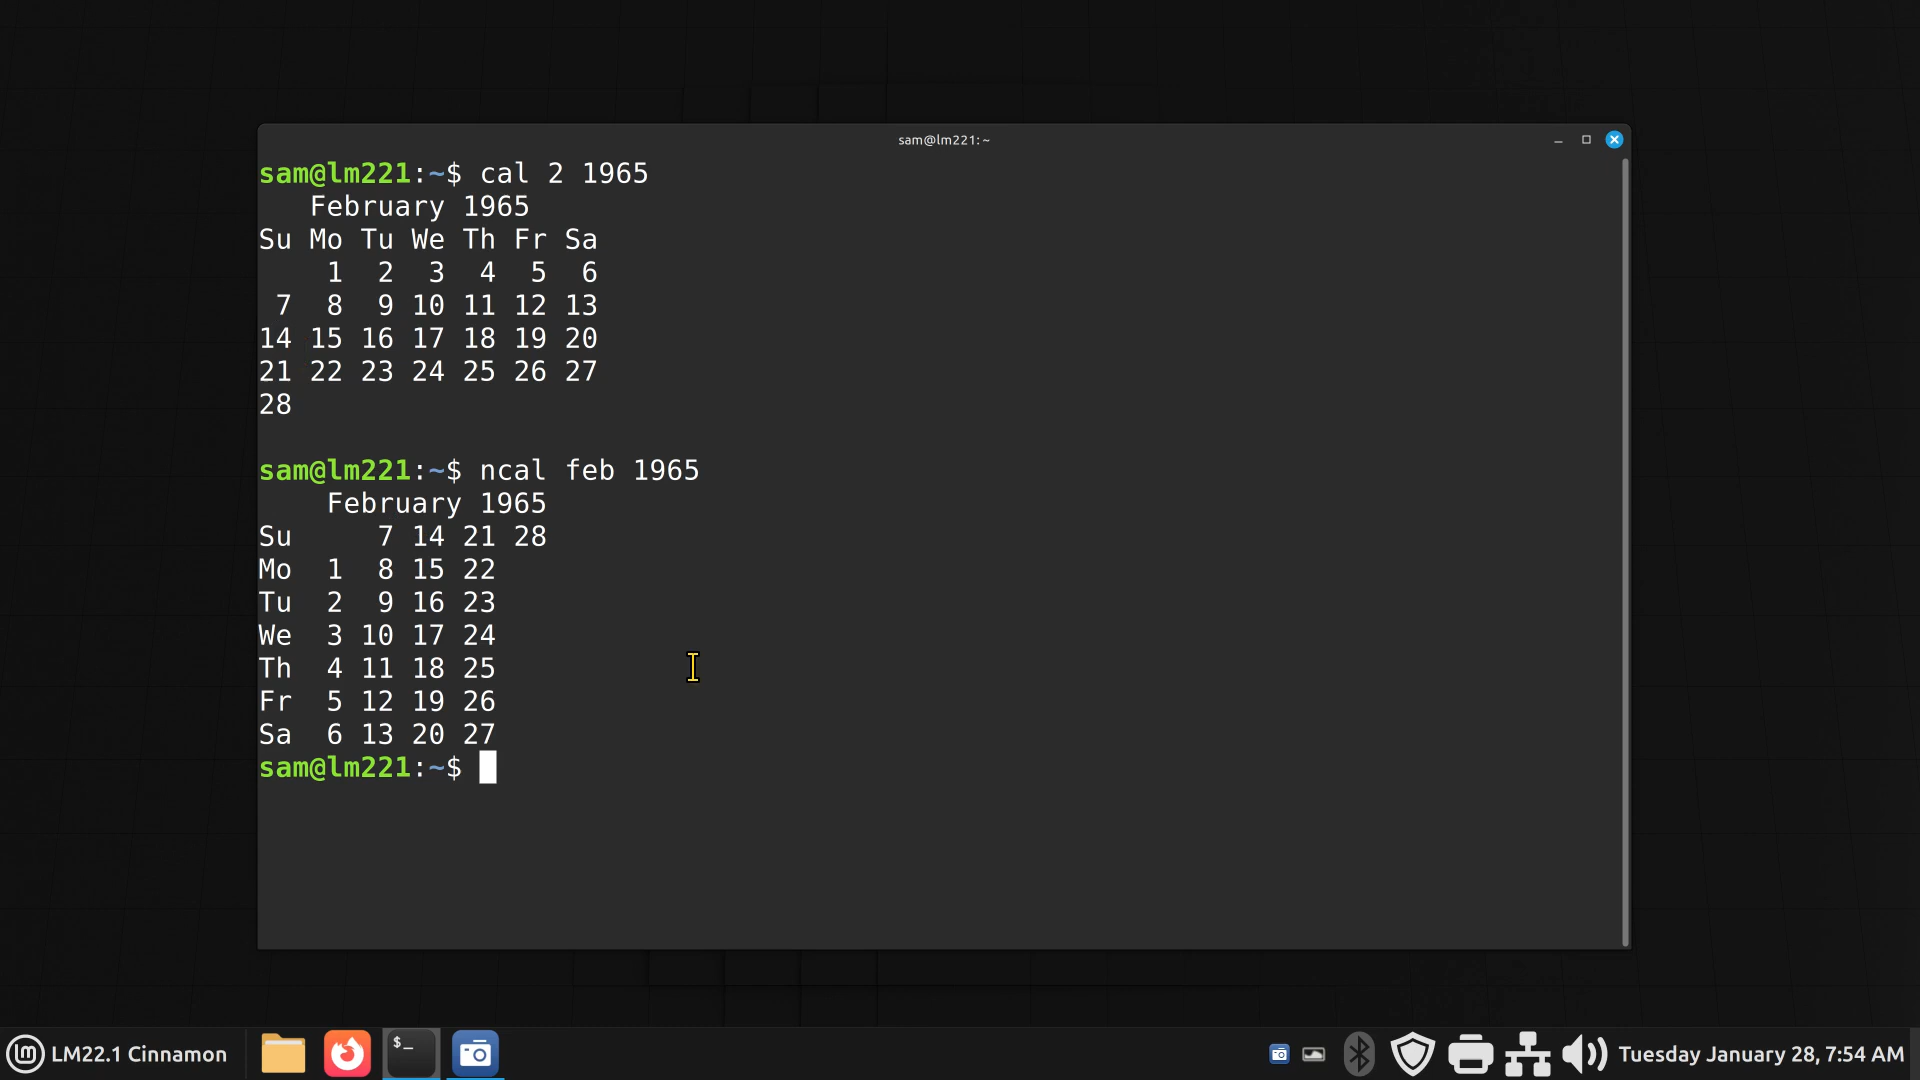 sam@lm221:~
sam@lm221:~$ cal 2 1965
   February 1965
Su Mo Tu We Th Fr Sa
    1  2  3  4  5  6
 7  8  9 10 11 12 13
14 15 16 17 18 19 20
21 22 23 24 25 26 27
28
sam@lm221:~$ ncal feb 1965
    February 1965
Su     7 14 21 28
Mo  1  8 15 22
Tu  2  9 16 23
We  3 10 17 24
Th  4 11 18 25
Fr  5 12 19 26
Sa  6 13 20 27
sam@lm221:~$
LM22.1 Cinnamon $_ Tuesday January 28, 7:54 AM